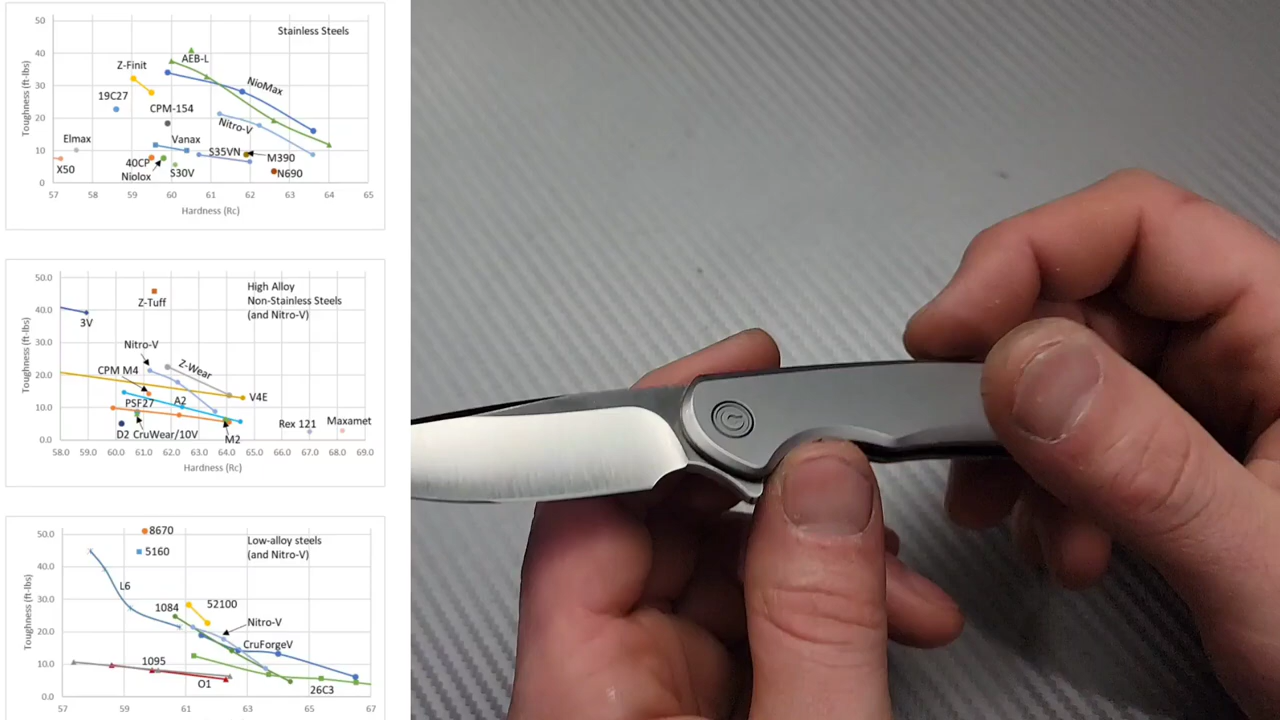 Stainless Steels
50
40
30
20
10
0
Toughness (ft-lbs)
AEB-L
Z-Finit
NioMax
19C27
CPM-154
Nitro-V
Elmax
Vanax
S35VN
M390
X50
40CP
Niolox
S30V
N690
57 58 59 60 61 62 63 64 65
Hardness (Rc)
High Alloy
Non-Stainless Steels
(and Nitro-V)
50.0
40.0
30.0
20.0
10.0
0.0
Toughness (ft-lbs)
Z-Tuff
3V
Nitro-V
Z-Wear
CPM M4
PSF27
A2
V4E
D2 CruWear/10V
M2
Rex 121
Maxamet
58.0 59.0 60.0 61.0 62.0 63.0 64.0 65.0 66.0 67.0 68.0 69.0
Hardness (Rc)
Low-alloy steels
(and Nitro-V)
50.0
40.0
30.0
20.0
10.0
0.0
Toughness (ft-lbs)
8670
5160
L6
1084
52100
Nitro-V
CruForgeV
1095
O1
26C3
57 59 61 63 65 67